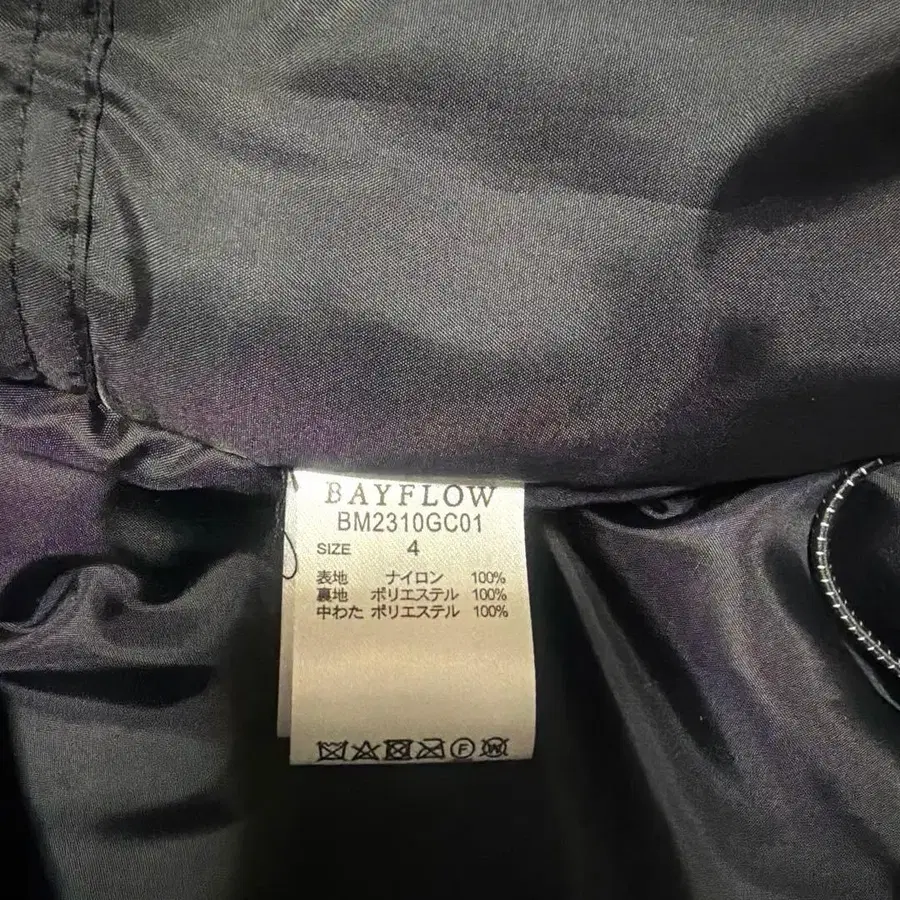 BAYFLOW
BM2310GC01
SIZE 4
表地 ナイロン 100%
裏地 ポリエステル 100%
中わた ポリエステル 100%
F W